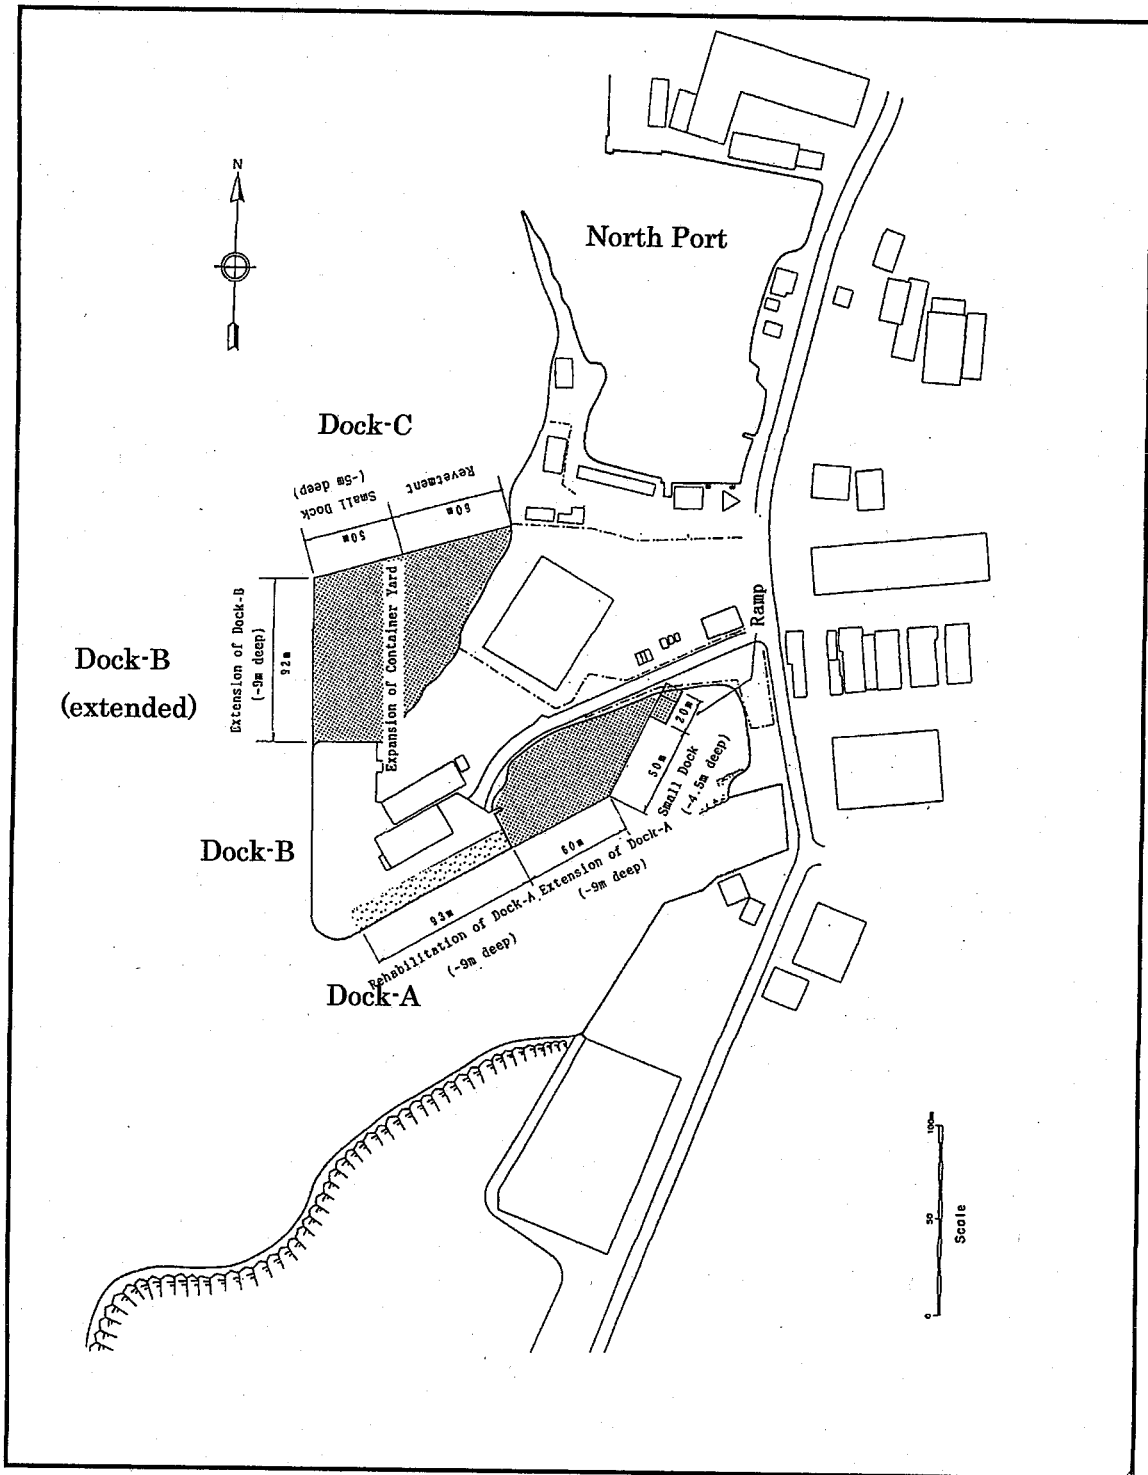 N
North Port
Dock-C
Small Dock
(-5m deep)
Revetment
50m
60m
Extension of Dock-B
(-9m deep)
92m
Expansion of Container Yard
Dock-B
(extended)
Ramp
20m
50m
Small Dock
(-4.5m deep)
Dock-B
60m
Extension of Dock-A
(-9m deep)
93m
Rehabilitation of Dock-A
(-9m deep)
Dock-A
0
50
100m
Scale